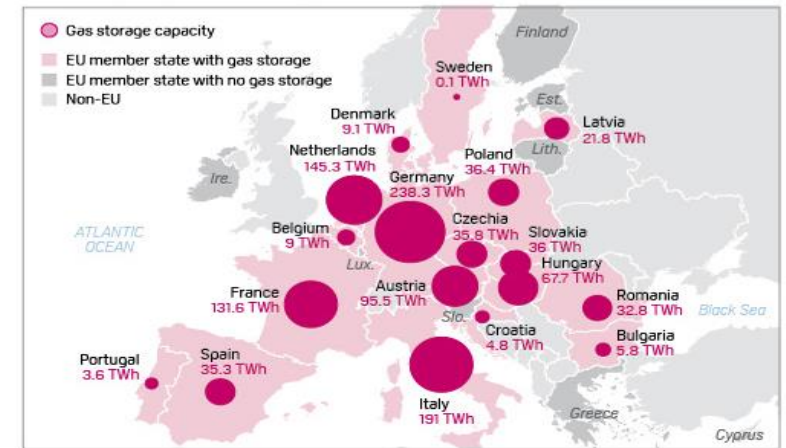 Gas storage capacity
EU member state with gas storage
EU member state with no gas storage
Non-EU
Finland
Sweden
0.1 TWh
Est.
Denmark
9.1 TWh
Latvia
21.8 TWh
Netherlands
145.3 TWh
Poland
36.4 TWh
Lith.
Ire.
Germany
238.3 TWh
ATLANTIC
OCEAN
Belgium
9 TWh
Czechia
35.8 TWh
Slovakia
36 TWh
Lux.
Hungary
67.7 TWh
France
131.6 TWh
Austria
95.5 TWh
Romania
32.8 TWh
Black Sea
Slo.
Croatia
4.8 TWh
Bulgaria
5.8 TWh
Portugal
3.6 TWh
Spain
35.3 TWh
Italy
191 TWh
Greece
Cyprus